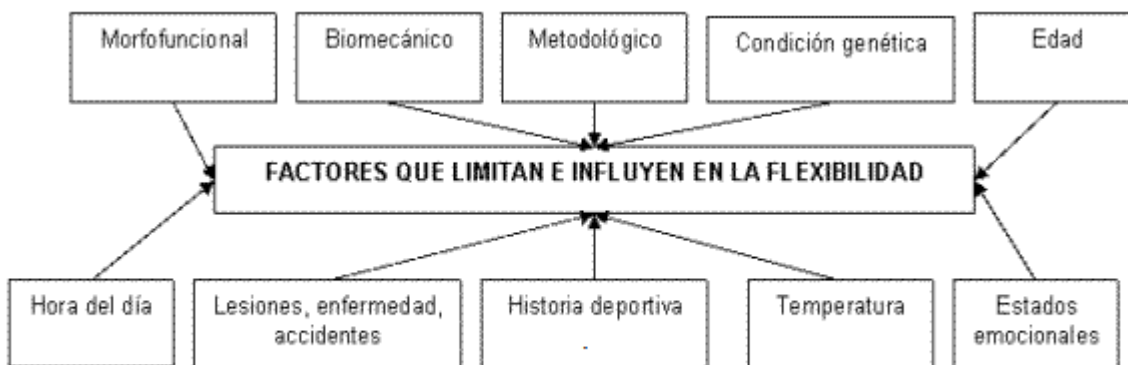 Morfofuncional
Biomecánico
Metodológico
Condición genética
Edad
FACTORES QUE LIMITAN E INFLUYEN EN LA FLEXIBILIDAD
Hora del día
Lesiones, enfermedad,
accidentes
Historia deportiva
Temperatura
Estados
emocionales